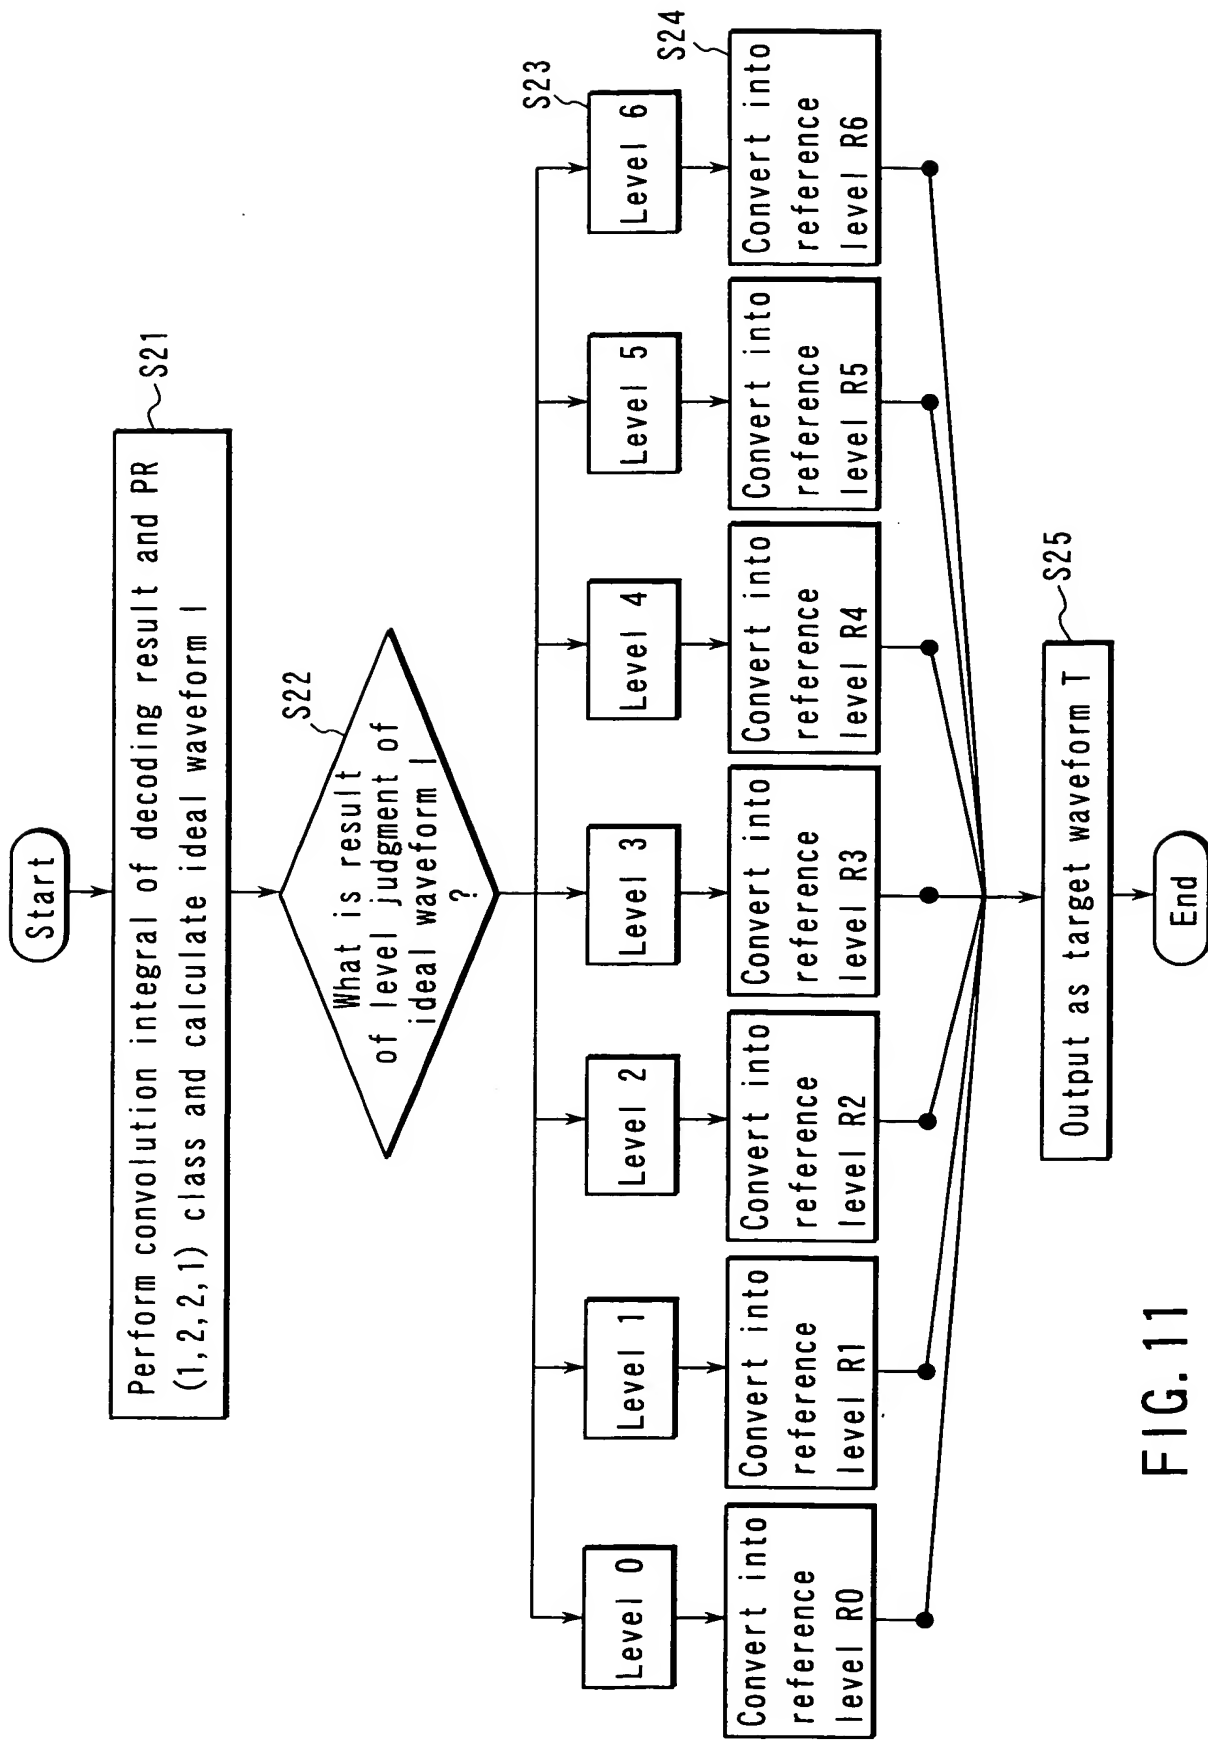 Start
Perform convolution integral of decoding result and PR
(1,2,2,1) class and calculate ideal waveform I
S21
What is result
of level judgment of
ideal waveform I
?
S22
Level 0
Level 1
Level 2
Level 3
Level 4
Level 5
Level 6
S23
Convert into
reference
level R0
Convert into
reference
level R1
Convert into
reference
level R2
Convert into
reference
level R3
Convert into
reference
level R4
Convert into
reference
level R5
Convert into
reference
level R6
S24
Output as target waveform T
S25
End
FIG. 11